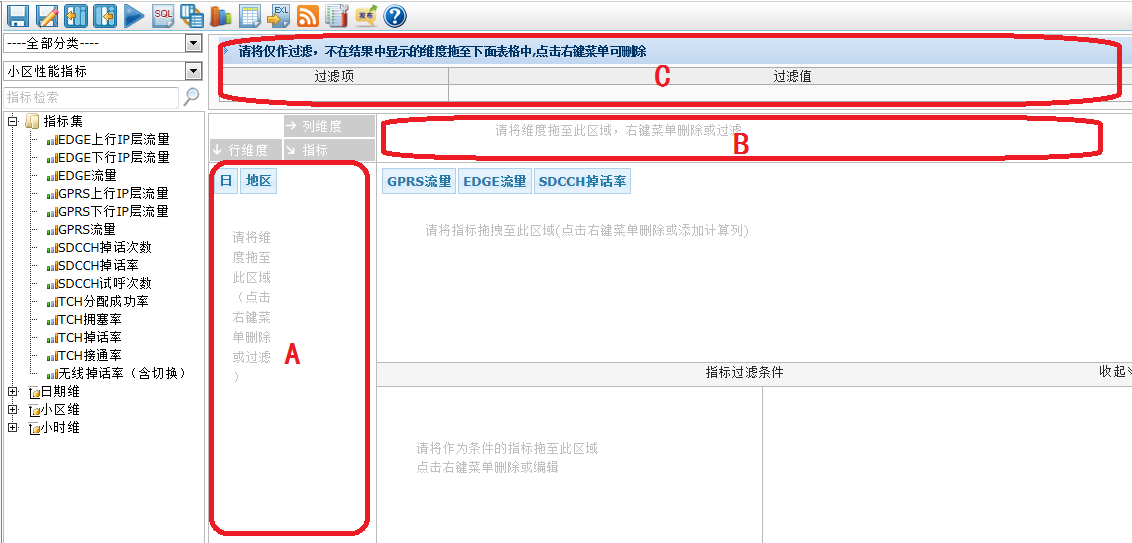 SQL
EXL
发布
?
----全部分类----
小区性能指标
指标检索
指标集
EDGE上行IP层流量
EDGE下行IP层流量
EDGE流量
GPRS上行IP层流量
GPRS下行IP层流量
GPRS流量
SDCCH掉话次数
SDCCH掉话率
SDCCH试呼次数
TCH分配成功率
TCH拥塞率
TCH掉话率
TCH接通率
无线掉话率（含切换）
日期维
小区维
小时维
请将仅作过滤，不在结果中显示的维度拖至下面表格中,点击右键菜单可删除
过滤项
C
过滤值
列维度
行维度
指标
请将维度拖至此区域，右键菜单删除或过滤
B
日
地区
请将维
度拖至
此区域
（点击
右键菜
单删除
或过滤
）
A
GPRS流量
EDGE流量
SDCCH掉话率
请将指标拖拽至此区域(点击右键菜单删除或添加计算列)
指标过滤条件
收起
请将作为条件的指标拖至此区域
点击右键菜单删除或编辑